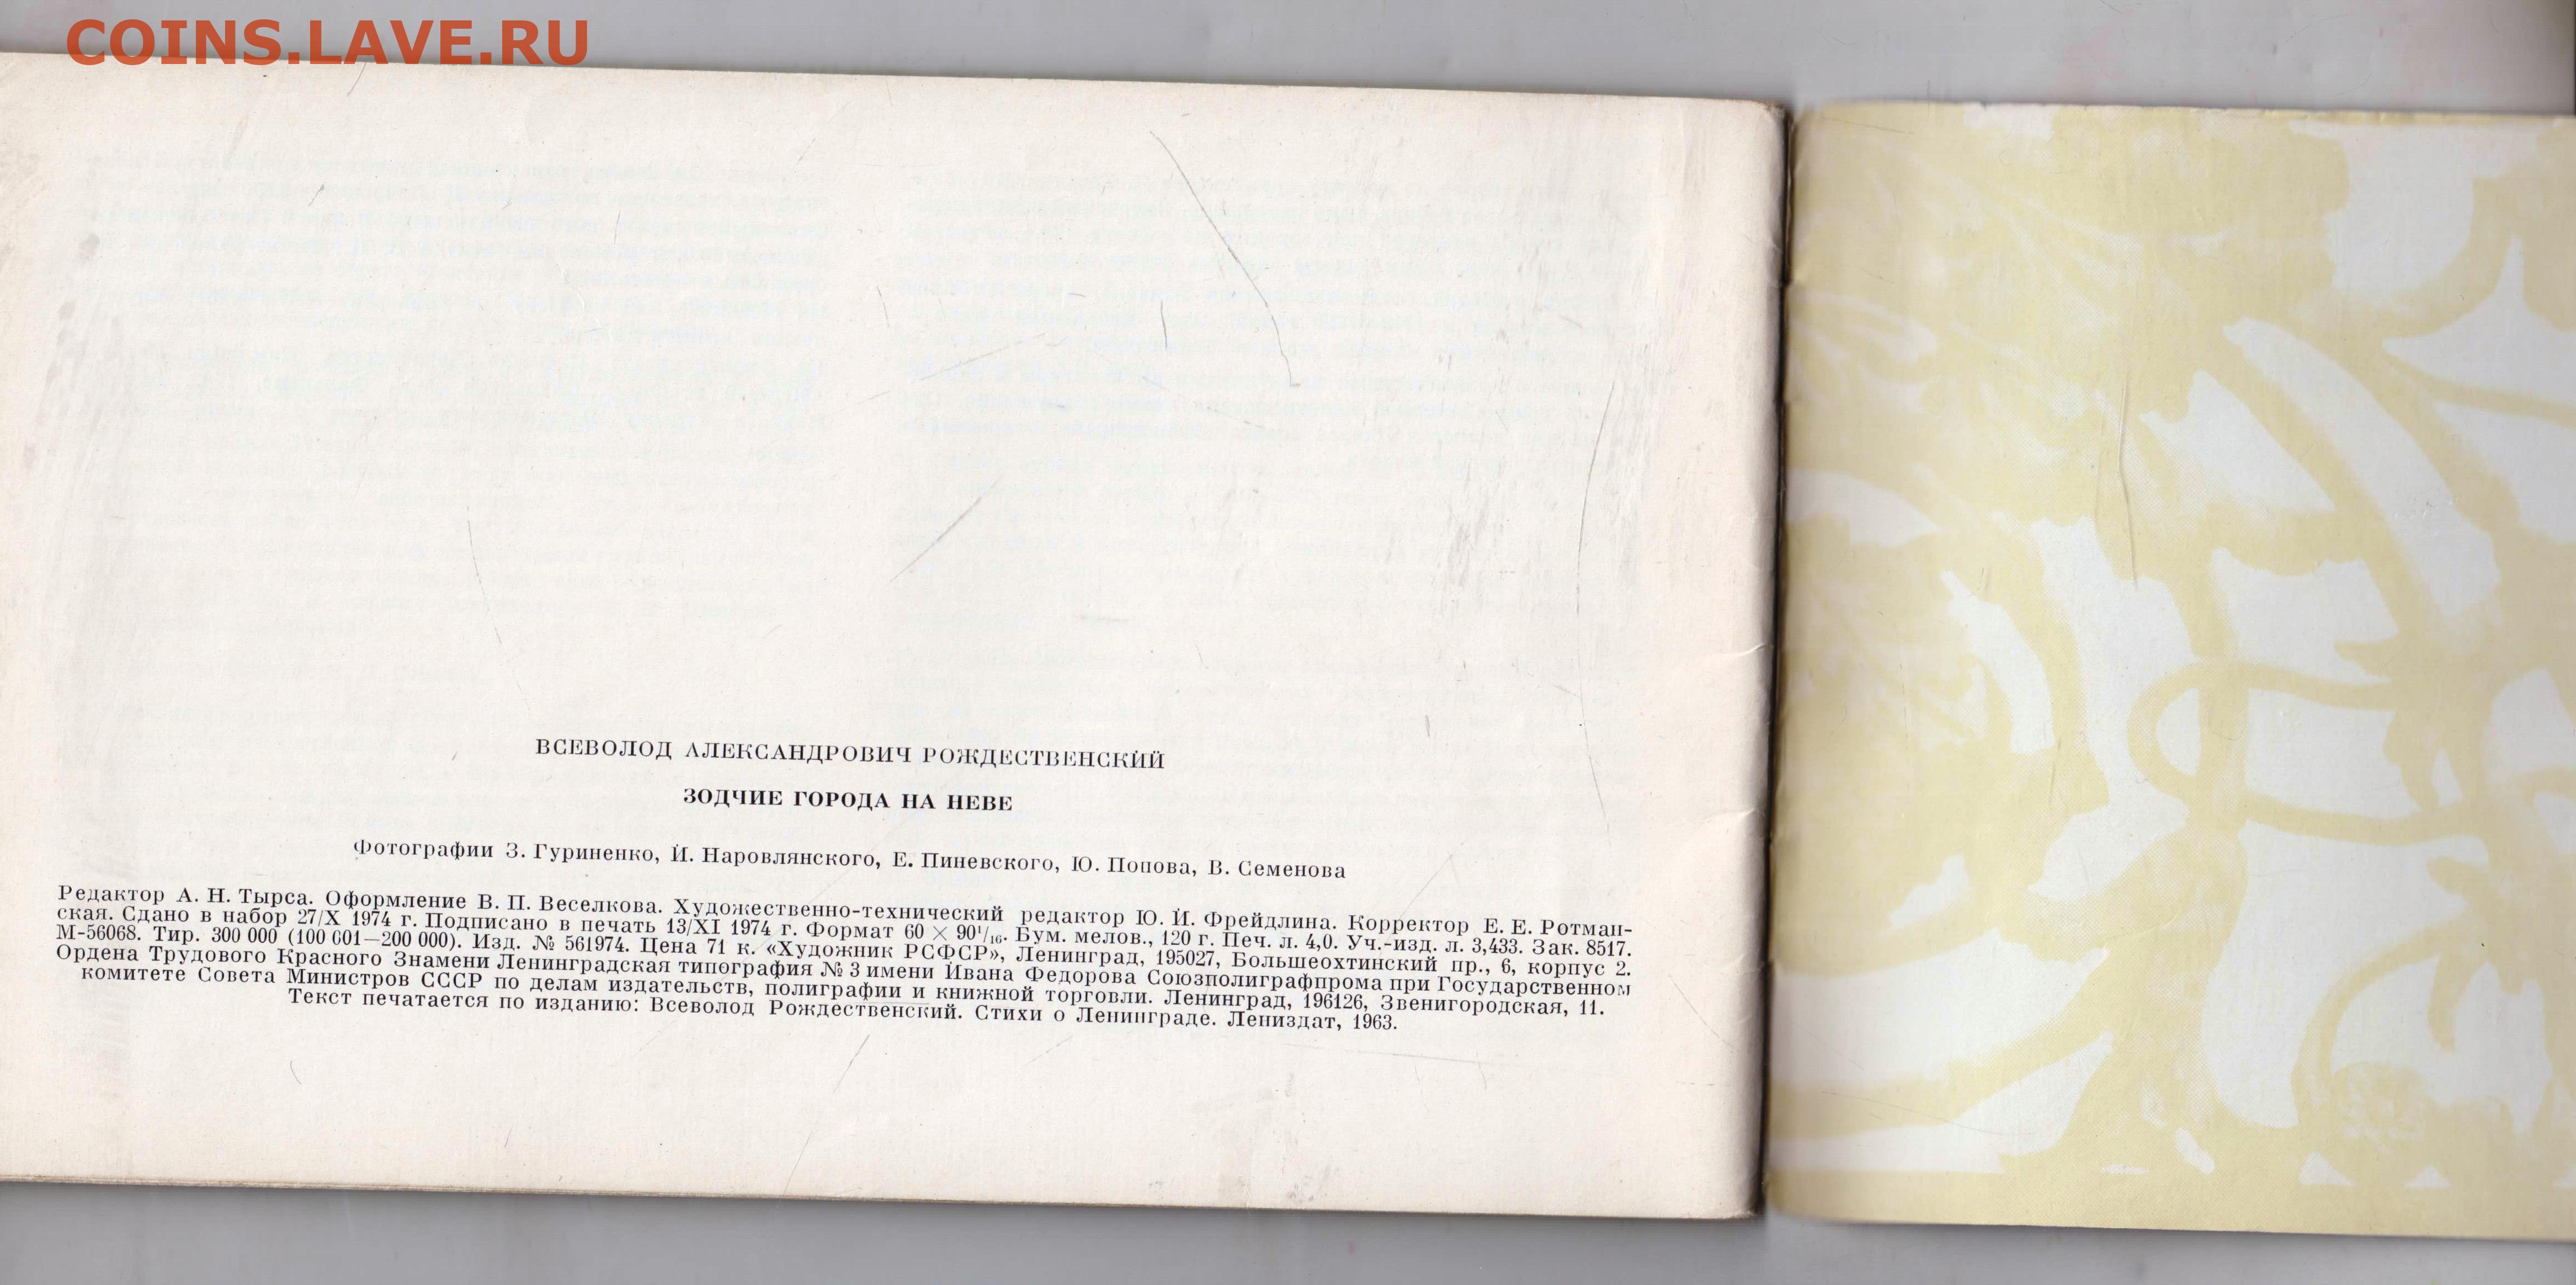 COINS.LAVE.RU
ВСЕВОЛОД АЛЕКСАНДРОВИЧ РОЖДЕСТВЕНСКИЙ
ЗОДЧИЕ ГОРОДА НА НЕВЕ
Фотографии З. Гуриненко, И. Наровлянского, Е. Пиневского, Ю. Попова, В. Семенова
Редактор А. Н. Тырса. Оформление В. П. Веселкова. Художественно-технический редактор Ю. И. Фрейдлина. Корректор Е. Е. Ротман-
ская. Сдано в набор 27/X 1974 г. Подписано в печать 13/XI 1974 г. Формат 60 × 90¹/₁₆. Бум. мелов., 120 г. Печ. л. 4,0. Уч.-изд. л. 3,433. Зак. 8517.
М-56068. Тир. 300 000 (100 001—200 000). Изд. № 561974. Цена 71 к. «Художник РСФСР», Ленинград, 195027, Большеохтинский пр., 6, корпус 2.
Ордена Трудового Красного Знамени Ленинградская типография № 3 имени Ивана Федорова Союзполиграфпрома при Государственном
комитете Совета Министров СССР по делам издательств, полиграфии и книжной торговли. Ленинград, 196126, Звенигородская, 11.
Текст печатается по изданию: Всеволод Рождественский. Стихи о Ленинграде. Лениздат, 1963.